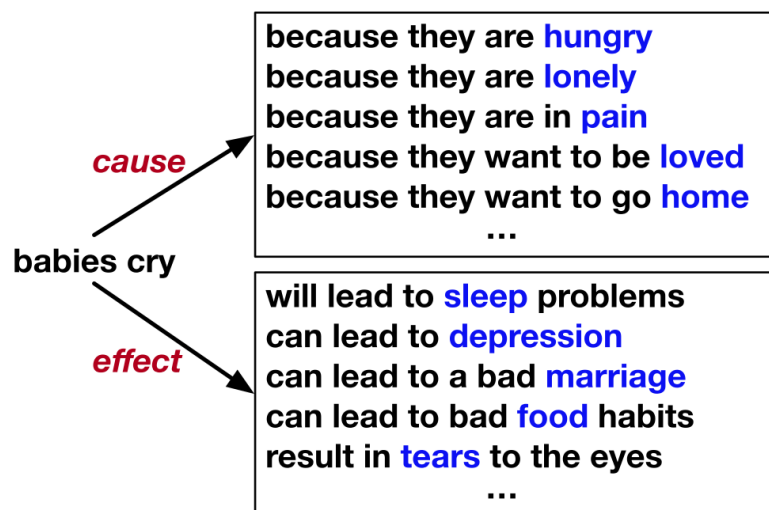 because they are hungry
because they are lonely
because they are in pain
because they want to be loved
because they want to go home
...
cause
babies cry
effect
will lead to sleep problems
can lead to depression
can lead to a bad marriage
can lead to bad food habits
result in tears to the eyes
...